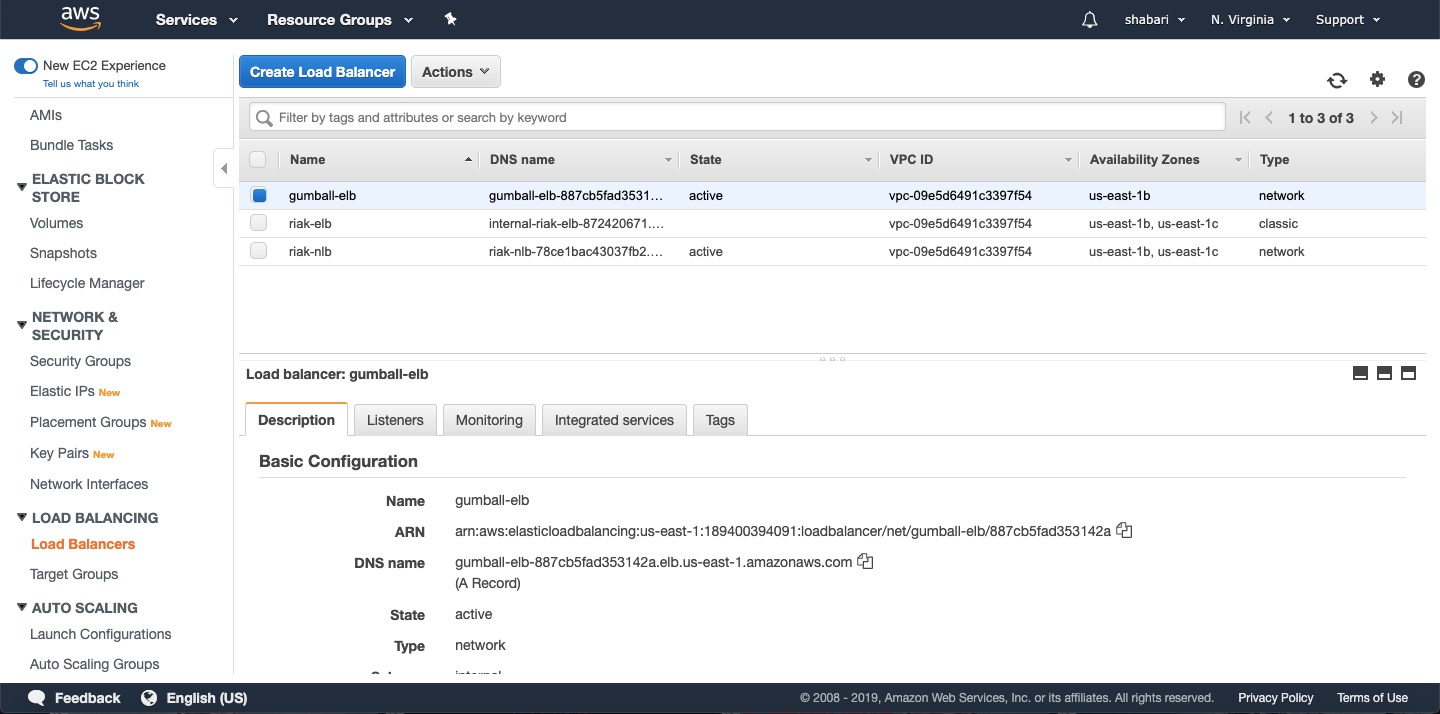 aws Services Resource Groups shabari N. Virginia Support
New EC2 Experience
Tell us what you think
AMIs
Bundle Tasks
ELASTIC BLOCK
STORE
Volumes
Snapshots
Lifecycle Manager
NETWORK &
SECURITY
Security Groups
Elastic IPs New
Placement Groups New
Key Pairs New
Network Interfaces
LOAD BALANCING
Load Balancers
Target Groups
AUTO SCALING
Launch Configurations
Auto Scaling Groups
Create Load Balancer Actions
Filter by tags and attributes or search by keyword 1 to 3 of 3
Name DNS name State VPC ID Availability Zones Type
gumball-elb gumball-elb-887cb5fad3531... active vpc-09e5d6491c3397f54 us-east-1b network
riak-elb internal-riak-elb-872420671.... vpc-09e5d6491c3397f54 us-east-1b, us-east-1c classic
riak-nlb riak-nlb-78ce1bac43037fb2.... active vpc-09e5d6491c3397f54 us-east-1b, us-east-1c network
Load balancer: gumball-elb
Description Listeners Monitoring Integrated services Tags
Basic Configuration
Name gumball-elb
ARN arn:aws:elasticloadbalancing:us-east-1:189400394091:loadbalancer/net/gumball-elb/887cb5fad353142a
DNS name gumball-elb-887cb5fad353142a.elb.us-east-1.amazonaws.com
(A Record)
State active
Type network
Feedback English (US) © 2008 - 2019, Amazon Web Services, Inc. or its affiliates. All rights reserved. Privacy Policy Terms of Use